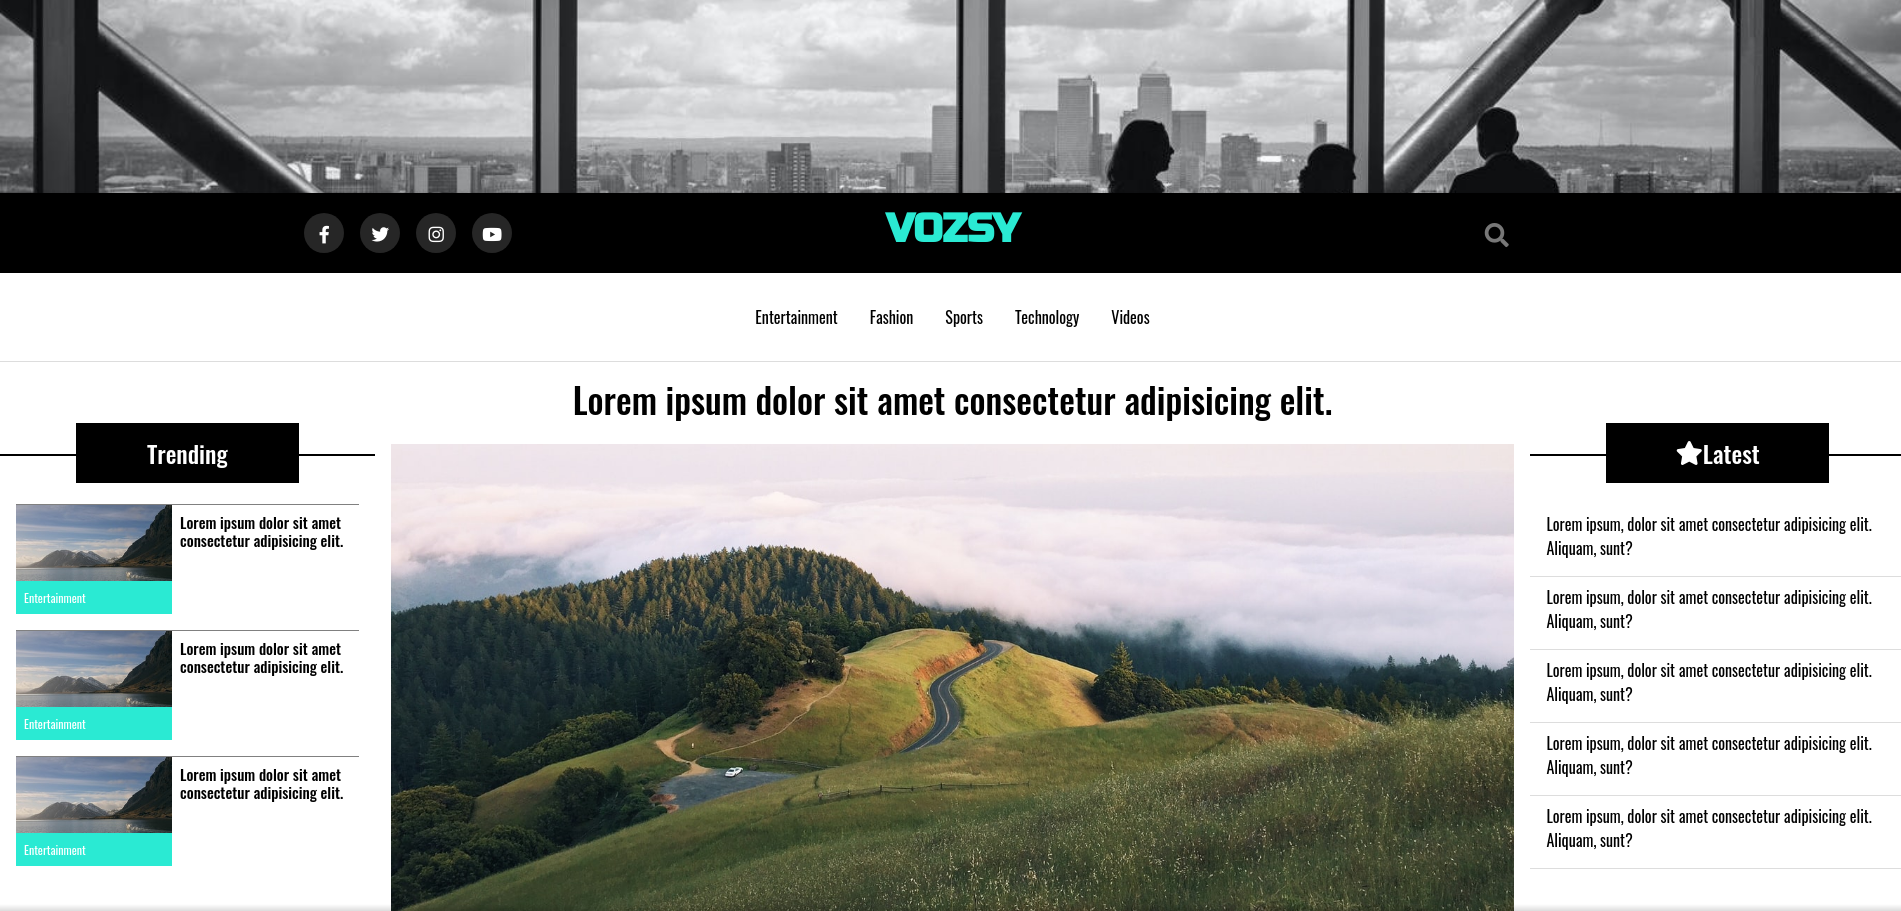 VOZSY
Entertainment Fashion Sports Technology Videos
Lorem ipsum dolor sit amet consectetur adipisicing elit.
Trending
Lorem ipsum dolor sit amet
consectetur adipisicing elit.
Entertainment
Lorem ipsum dolor sit amet
consectetur adipisicing elit.
Entertainment
Lorem ipsum dolor sit amet
consectetur adipisicing elit.
Entertainment
Latest
Lorem ipsum, dolor sit amet consectetur adipisicing elit.
Aliquam, sunt?
Lorem ipsum, dolor sit amet consectetur adipisicing elit.
Aliquam, sunt?
Lorem ipsum, dolor sit amet consectetur adipisicing elit.
Aliquam, sunt?
Lorem ipsum, dolor sit amet consectetur adipisicing elit.
Aliquam, sunt?
Lorem ipsum, dolor sit amet consectetur adipisicing elit.
Aliquam, sunt?